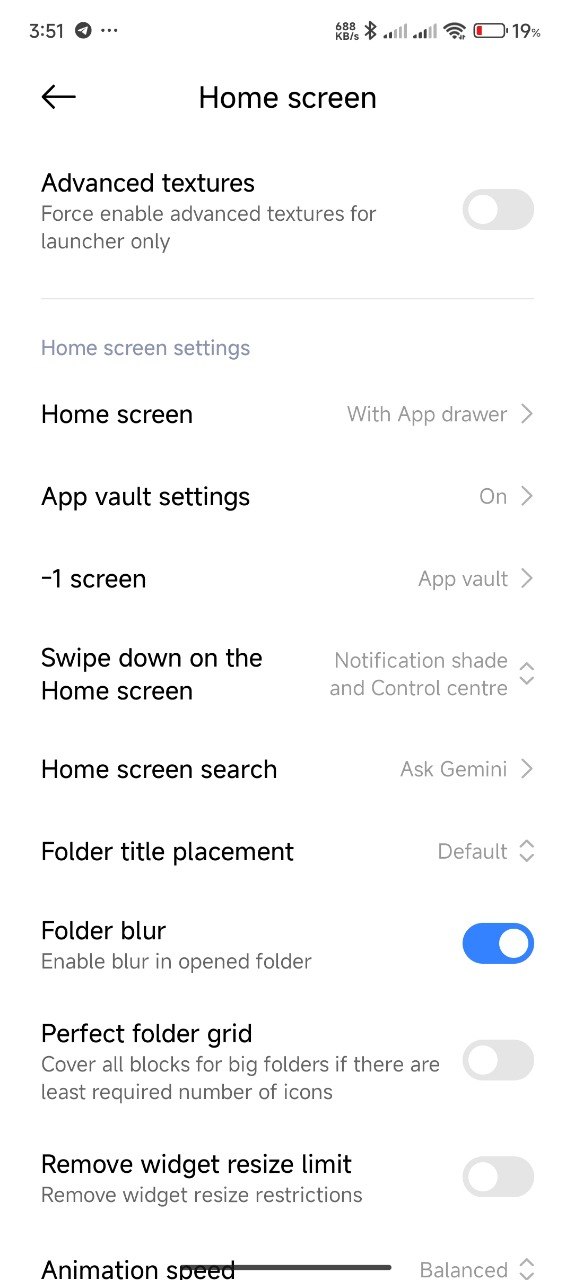 3:51 ···
688 KB/s 19%
Home screen
Advanced textures
Force enable advanced textures for
launcher only
Home screen settings
Home screen With App drawer
App vault settings On
-1 screen App vault
Swipe down on the
Home screen
Notification shade
and Control centre
Home screen search Ask Gemini
Folder title placement Default
Folder blur
Enable blur in opened folder
Perfect folder grid
Cover all blocks for big folders if there are
least required number of icons
Remove widget resize limit
Remove widget resize restrictions
Animation speed Balanced